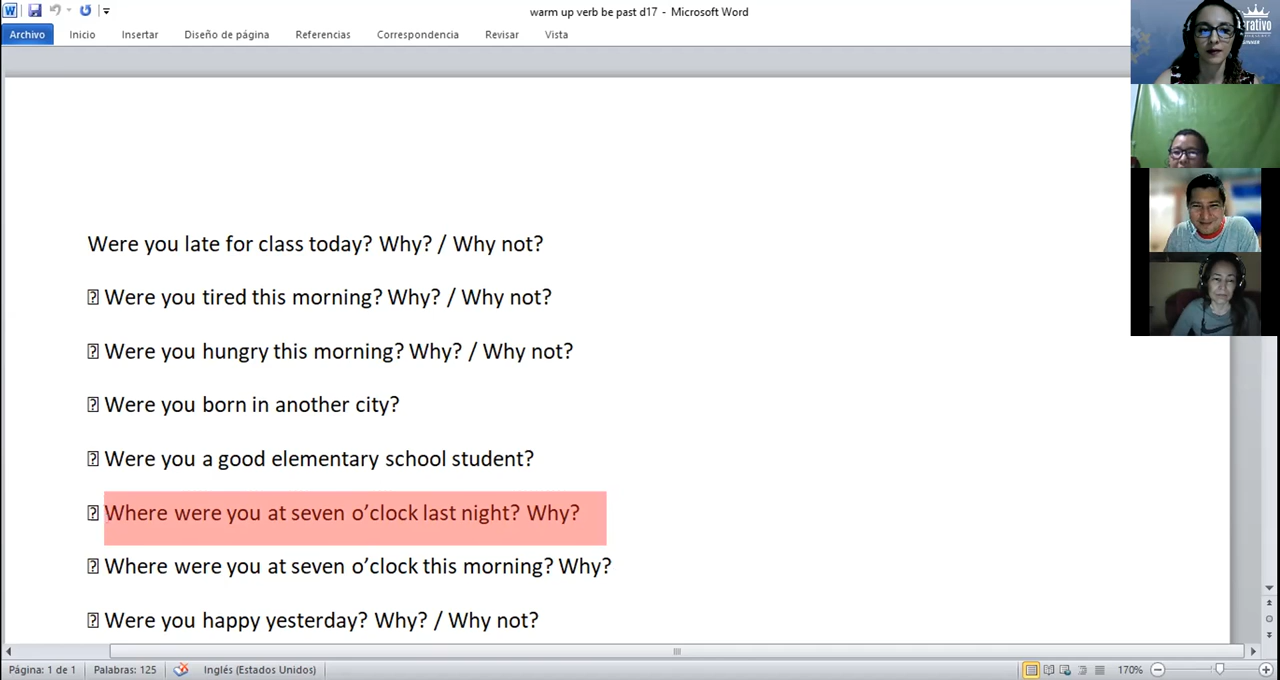 warm up verb be past d17 - Microsoft Word
Archivo Inicio Insertar Diseño de página Referencias Correspondencia Revisar Vista
rativo
Were you late for class today? Why? / Why not?
Were you tired this morning? Why? / Why not?
Were you hungry this morning? Why? / Why not?
Were you born in another city?
Were you a good elementary school student?
Where were you at seven o’clock last night? Why?
Where were you at seven o’clock this morning? Why?
Were you happy yesterday? Why? / Why not?
Página: 1 de 1 Palabras: 125 Inglés (Estados Unidos) 170%